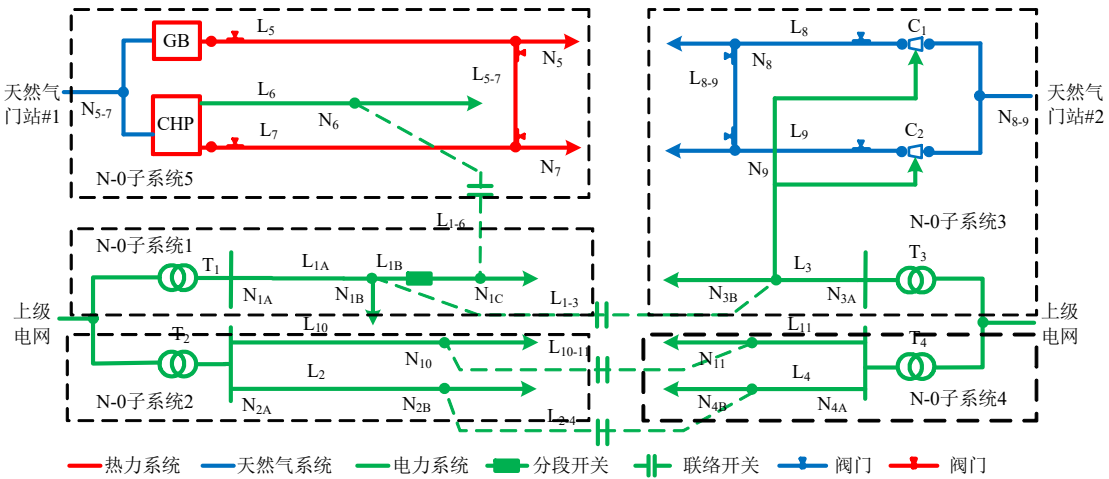 GB
L5
N5
L5-7
天然气
门站#1
N5-7
L6
N6
CHP
L7
N7
N-0子系统5
L1-6
L8
C1
N8
L8-9
天然气
门站#2
N8-9
L9
C2
N9
N-0子系统3
N-0子系统1
T1
L1A
L1B
N1A
N1B
N1C
L1-3
L3
T3
N3B
N3A
上级
电网
上级
电网
T2
L10
N10
L10-11
L2
N2A
N2B
N-0子系统2
L2-4
L11
N11
T4
L4
N4B
N4A
N-0子系统4
热力系统
天然气系统
电力系统
分段开关
联络开关
阀门
阀门